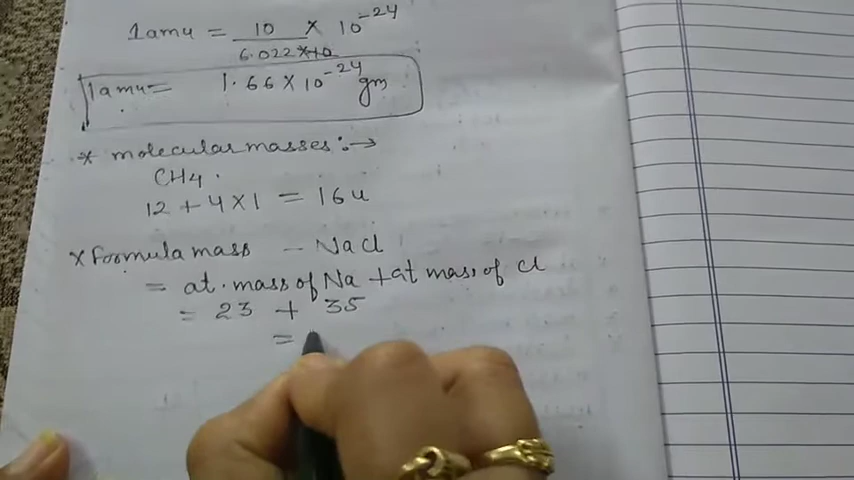 1amu = 10/6.022×10 × 10⁻²⁴
1amu= 1.66×10⁻²⁴ gm
* molecular masses:→
CH4.
12+4×1 = 16u
*Formula mass – NaCl
= at. mass of Na +at mass of Cl
= 23 + 35
=